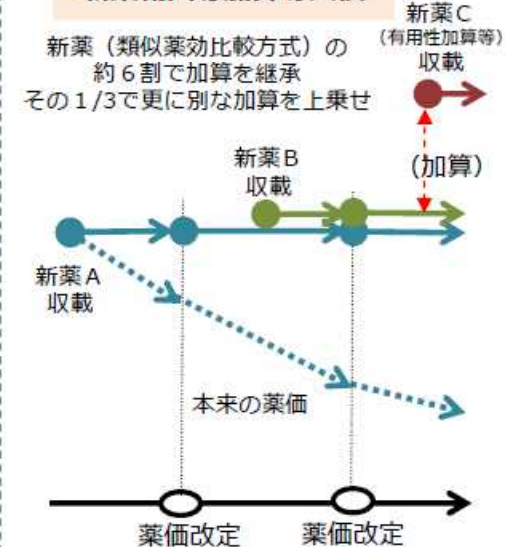 新薬C
(有用性加算等)
収載
新薬（類似薬効比較方式）の
約６割で加算を継承
その１/3で更に別な加算を上乗せ
新薬B
収載
(加算)
新薬A
収載
本来の薬価
薬価改定
薬価改定